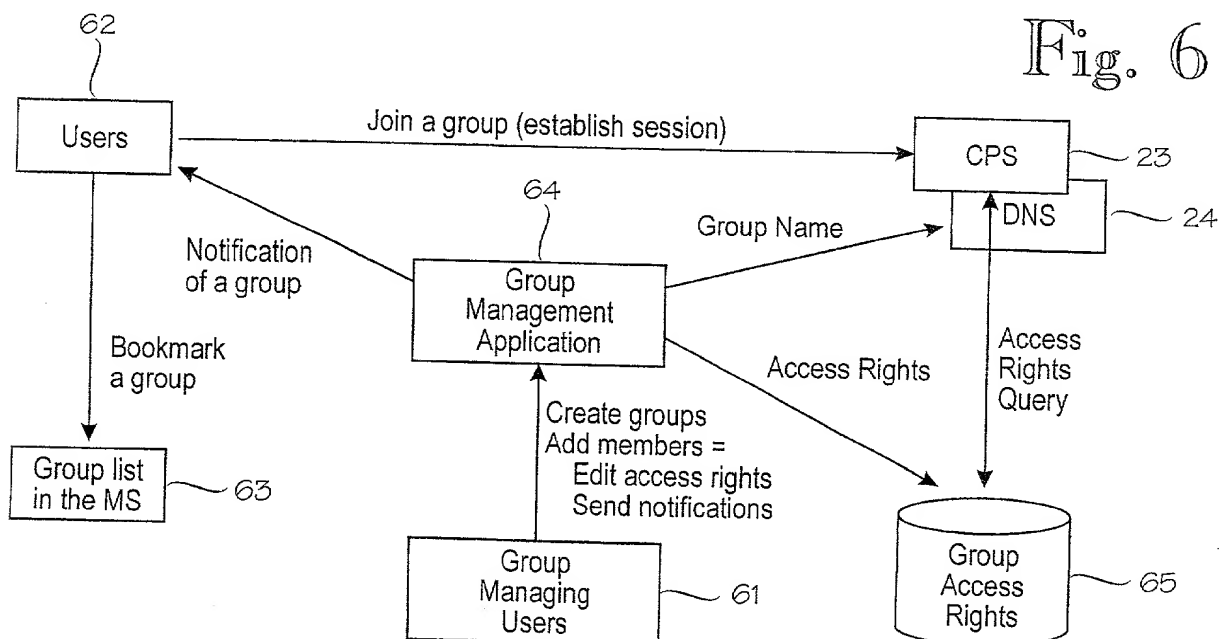 Fig. 6
62
Users
Join a group (establish session)
CPS
23
DNS
24
64
Group Name
Notification
of a group
Group
Management
Application
Bookmark
a group
Access Rights
Access
Rights
Query
Create groups
Add members =
Edit access rights
Send notifications
Group list
in the MS
63
Group
Managing
Users
61
Group
Access
Rights
65